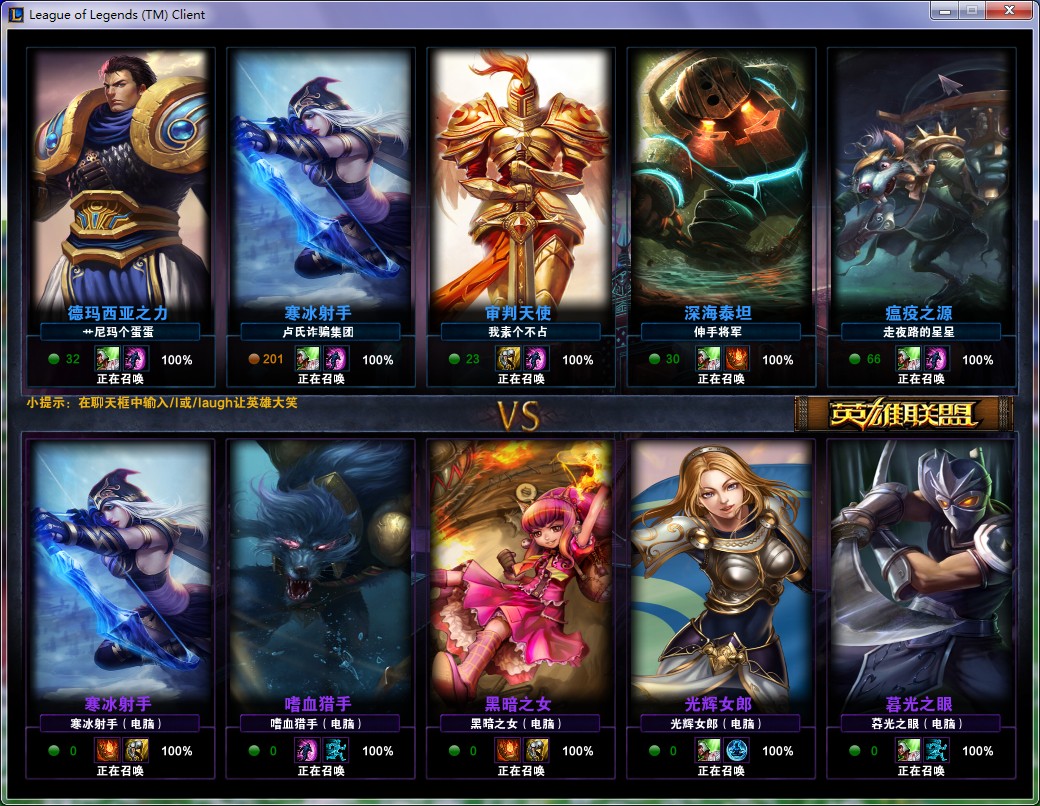 League of Legends (TM) Client
德玛西亚之力
艹尼玛个蛋蛋
32
100%
正在召唤
寒冰射手
卢氏诈骗集团
201
100%
正在召唤
审判天使
我素个不占
23
100%
正在召唤
深海泰坦
伸手将军
30
100%
正在召唤
瘟疫之源
走夜路的星星
66
100%
正在召唤
小提示：在聊天框中输入/l或/laugh让英雄大笑
VS
英雄联盟
寒冰射手
寒冰射手（电脑）
0
100%
正在召唤
嗜血猎手
嗜血猎手（电脑）
0
100%
正在召唤
黑暗之女
黑暗之女（电脑）
0
100%
正在召唤
光辉女郎
光辉女郎（电脑）
0
100%
正在召唤
暮光之眼
暮光之眼（电脑）
0
100%
正在召唤